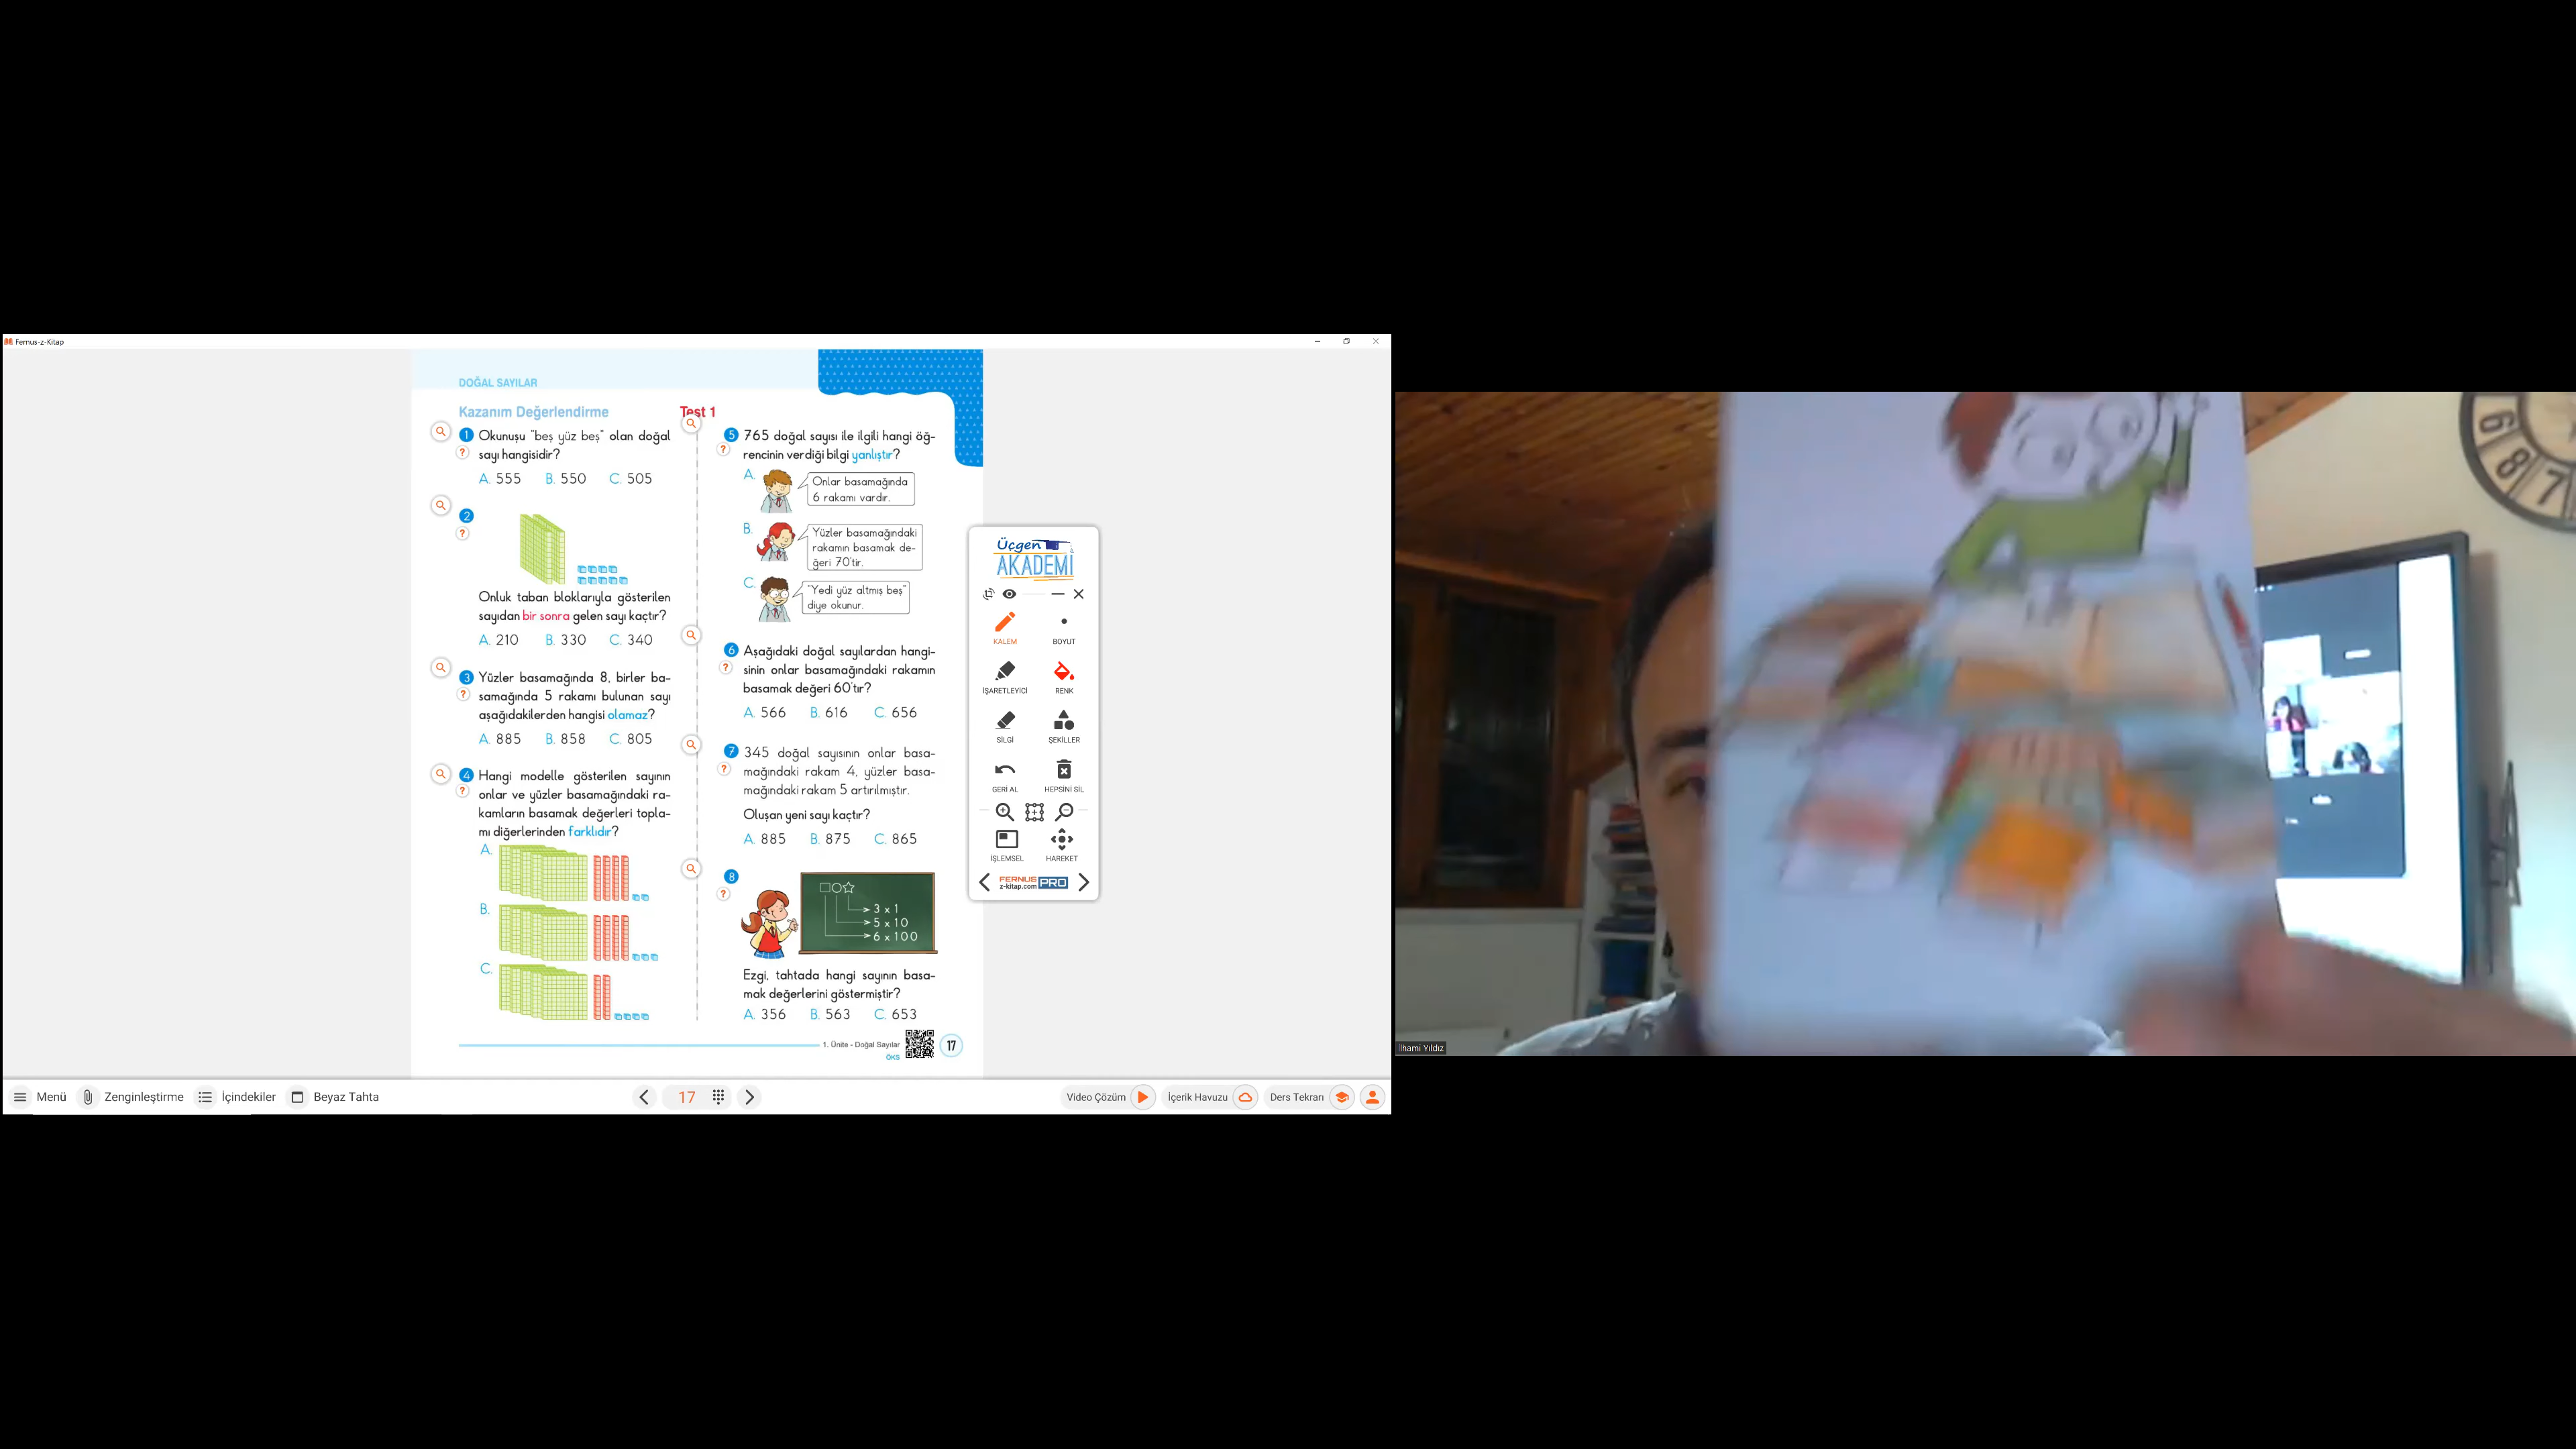 Fernus-z-Kitap
DOĞAL SAYILAR
Kazanım Değerlendirme
Test 1
1 Okunuşu "beş yüz beş" olan doğal
sayı hangisidir?
A. 555 B. 550 C. 505
2
Onluk taban bloklarıyla gösterilen
sayıdan bir sonra gelen sayı kaçtır?
A. 210 B. 330 C. 340
3 Yüzler basamağında 8, birler ba-
samağında 5 rakamı bulunan sayı
aşağıdakilerden hangisi olamaz?
A. 885 B. 858 C. 805
4 Hangi modelle gösterilen sayının
onlar ve yüzler basamağındaki ra-
kamların basamak değerleri topla-
mı diğerlerinden farklıdır?
A.
B.
C.
5 765 doğal sayısı ile ilgili hangi öğ-
rencinin verdiği bilgi yanlıştır?
A.
Onlar basamağında
6 rakamı vardır.
B.
Yüzler basamağındaki
rakamın basamak de-
ğeri 70'tir.
C.
"Yedi yüz altmış beş"
diye okunur.
6 Aşağıdaki doğal sayılardan hangi-
sinin onlar basamağındaki rakamın
basamak değeri 60'tır?
A. 566 B. 616 C. 656
7 345 doğal sayısının onlar basa-
mağındaki rakam 4, yüzler basa-
mağındaki rakam 5 artırılmıştır.
Oluşan yeni sayı kaçtır?
A. 885 B. 875 C. 865
8
3 x 1
5 x 10
6 x 100
Ezgi, tahtada hangi sayının basa-
mak değerlerini göstermiştir?
A. 356 B. 563 C. 653
1. Ünite - Doğal Sayılar
ÖKS
17
Üçgen
AKADEMİ
KALEM BOYUT
İŞARETLEYİCİ RENK
SİLGİ ŞEKİLLER
GERİ AL HEPSİNİ SİL
İŞLEMSEL HAREKET
FERNUS
z-kitap.com PRO
Menü Zenginleştirme İçindekiler Beyaz Tahta
17
Video Çözüm İçerik Havuzu Ders Tekrarı
İlhami Yıldız
6
8
7